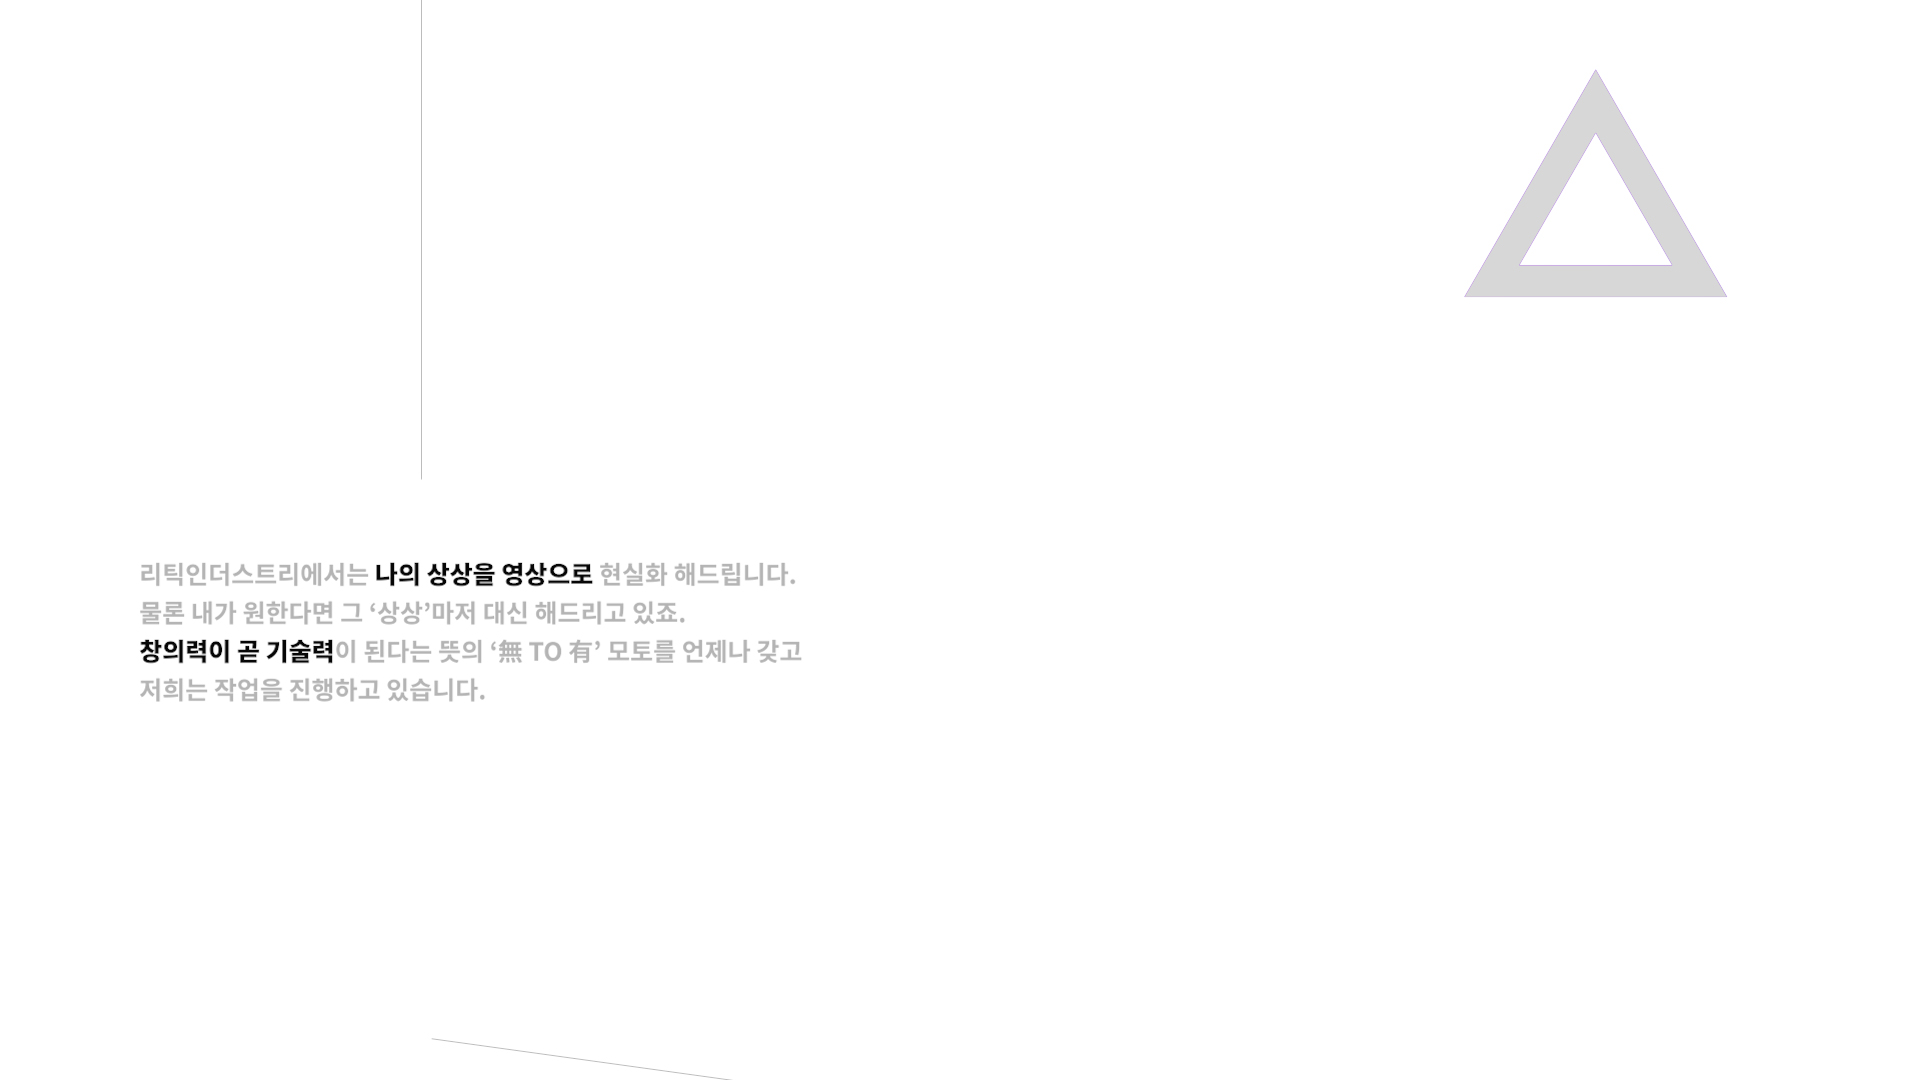 리틱인더스트리에서는 나의 상상을 영상으로 현실화 해드립니다.
물론 내가 원한다면 그 ‘상상’마저 대신 해드리고 있죠.
창의력이 곧 기술력이 된다는 뜻의 ‘無 TO 有’ 모토를 언제나 갖고
저희는 작업을 진행하고 있습니다.